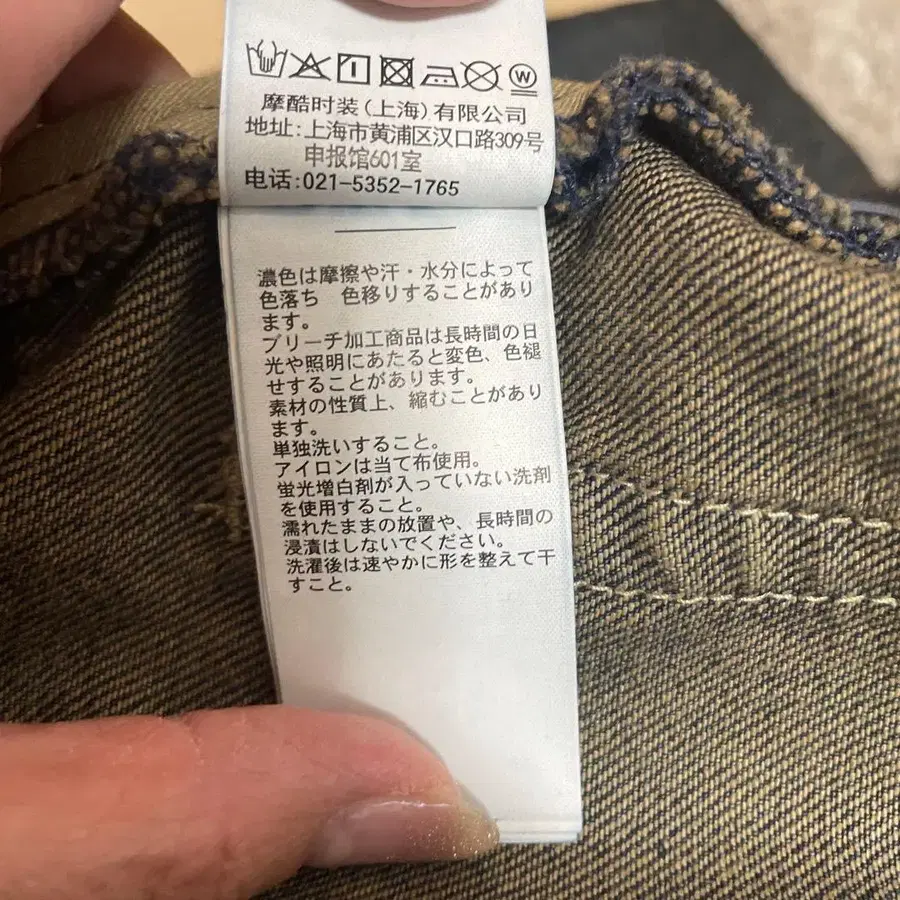 摩酷时装(上海)有限公司
地址:上海市黄浦区汉口路309号
申报馆601室
电话:021-5352-1765
濃色は摩擦や汗・水分によって
色落ち 色移りすることがあり
ます。
ブリーチ加工商品は長時間の日
光や照明にあたると変色、色褪
せすることがあります。
素材の性質上、縮むことがあり
ます。
単独洗いすること。
アイロンは当て布使用。
蛍光増白剤が入っていない洗剤
を使用すること。
濡れたままの放置や、長時間の
浸漬はしないでください。
洗濯後は速やかに形を整えて干
すこと。